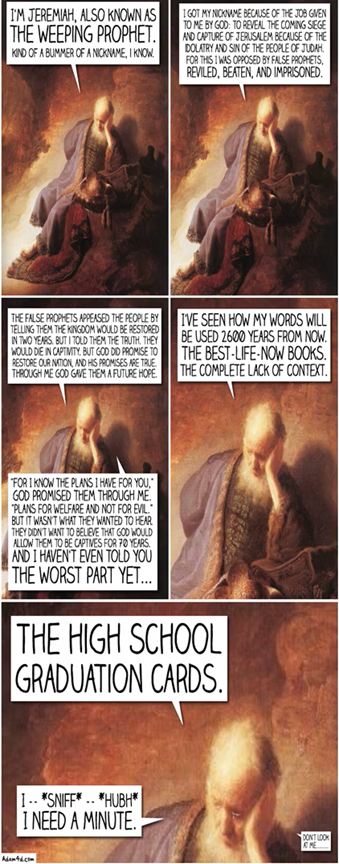 I'M JEREMIAH, ALSO KNOWN AS
THE WEEPING PROPHET.
KIND OF A BUMMER OF A NICKNAME, I KNOW.
I GOT MY NICKNAME BECAUSE OF THE JOB GIVEN
TO ME BY GOD: TO REVEAL THE COMING SIEGE
AND CAPTURE OF JERUSALEM BECAUSE OF THE
IDOLATRY AND SIN OF THE PEOPLE OF JUDAH.
FOR THIS I WAS OPPOSED BY FALSE PROPHETS,
REVILED, BEATEN, AND IMPRISONED.
THE FALSE PROPHETS APPEASED THE PEOPLE BY
TELLING THEM THE KINGDOM WOULD BE RESTORED
IN TWO YEARS. BUT I TOLD THEM THE TRUTH. THEY
WOULD DIE IN CAPTIVITY. BUT GOD DID PROMISE TO
RESTORE OUR NATION, AND HIS PROMISES ARE TRUE.
THROUGH ME GOD GAVE THEM A FUTURE HOPE.
"FOR I KNOW THE PLANS I HAVE FOR YOU,"
GOD PROMISED THEM THROUGH ME.
"PLANS FOR WELFARE AND NOT FOR EVIL."
BUT IT WASN'T WHAT THEY WANTED TO HEAR.
THEY DIDN'T WANT TO BELIEVE THAT GOD WOULD
ALLOW THEM TO BE CAPTIVES FOR 70 YEARS.
AND I HAVEN'T EVEN TOLD YOU
THE WORST PART YET...
I'VE SEEN HOW MY WORDS WILL
BE USED 2600 YEARS FROM NOW.
THE BEST-LIFE-NOW BOOKS.
THE COMPLETE LACK OF CONTEXT.
THE HIGH SCHOOL
GRADUATION CARDS.
I -- *SNIFF* -- *HUBH*
I NEED A MINUTE.
DON'T LOOK
AT ME......
Adam4d.com